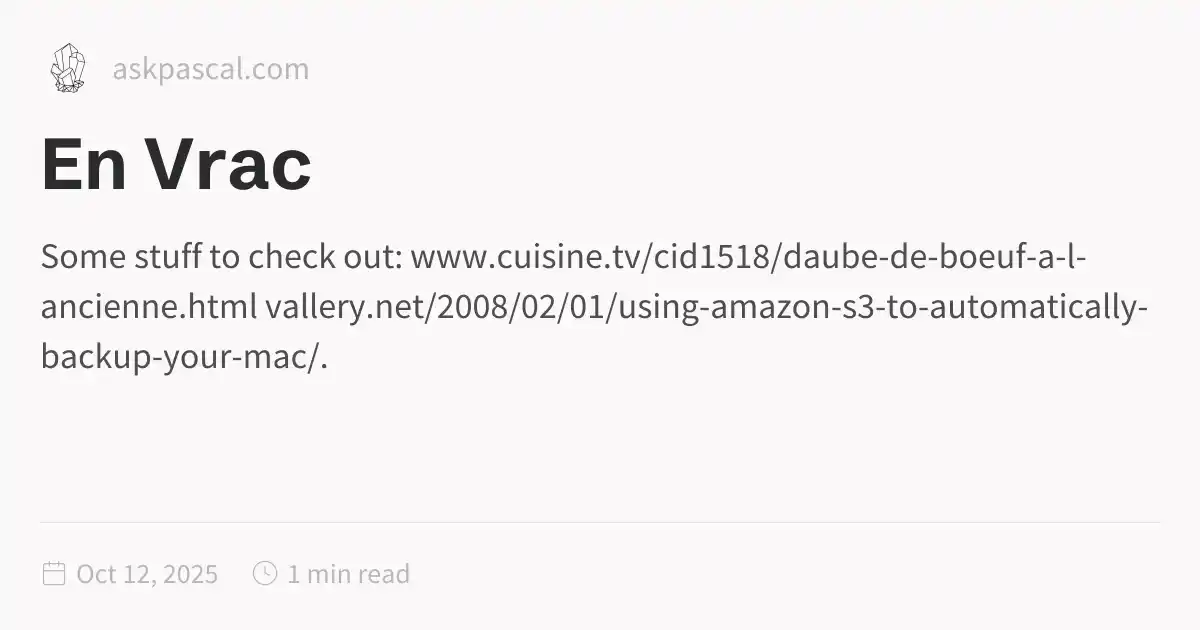 askpascal.com
En Vrac
Some stuff to check out: www.cuisine.tv/cid1518/daube-de-boeuf-a-l-
ancienne.html vallery.net/2008/02/01/using-amazon-s3-to-automatically-
backup-your-mac/.
Oct 12, 2025 1 min read